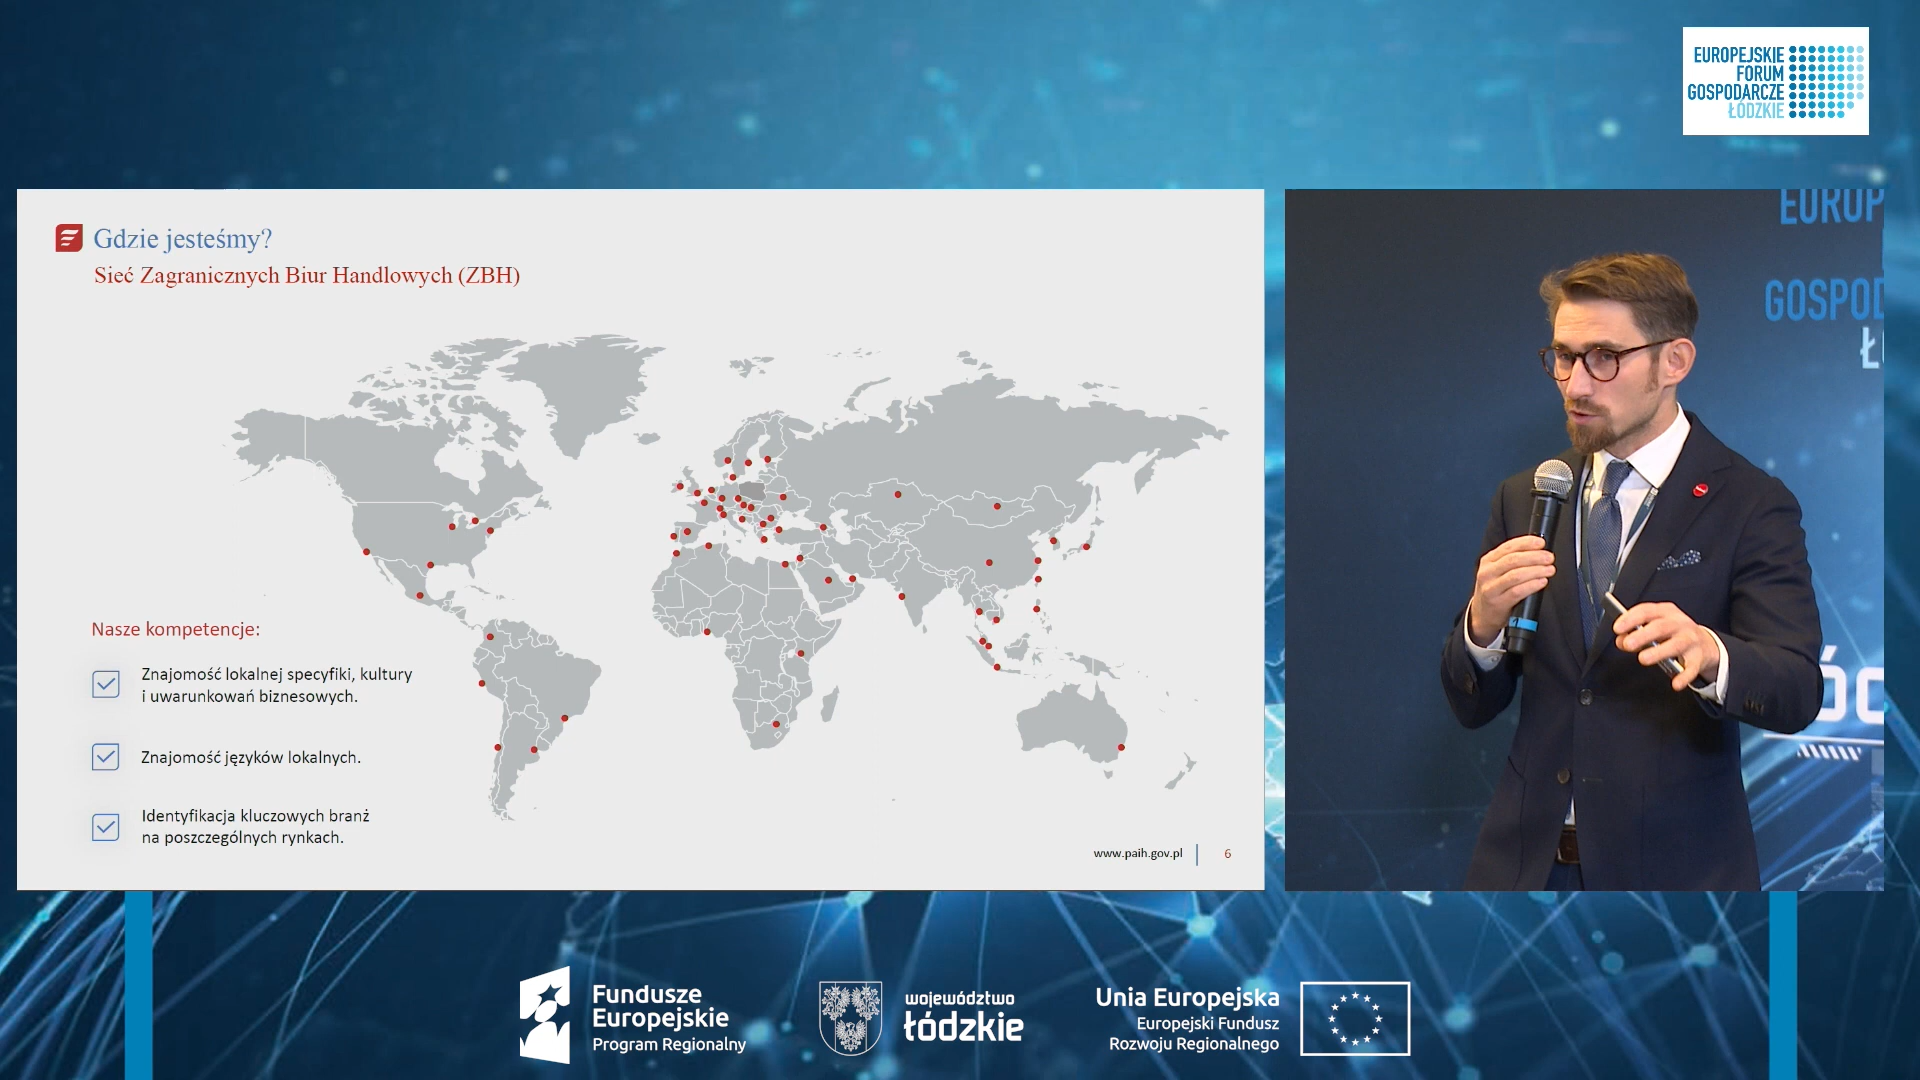 EUROPEJSKIE
FORUM
GOSPODARCZE
ŁÓDZKIE
Gdzie jesteśmy?
Sieć Zagranicznych Biur Handlowych (ZBH)
Nasze kompetencje:
Znajomość lokalnej specyfiki, kultury
i uwarunkowań biznesowych.
Znajomość języków lokalnych.
Identyfikacja kluczowych branż
na poszczególnych rynkach.
www.paih.gov.pl
6
EUROP
GOSPOD
Ł
Fundusze
Europejskie
Program Regionalny
województwo
łódzkie
Unia Europejska
Europejski Fundusz
Rozwoju Regionalnego